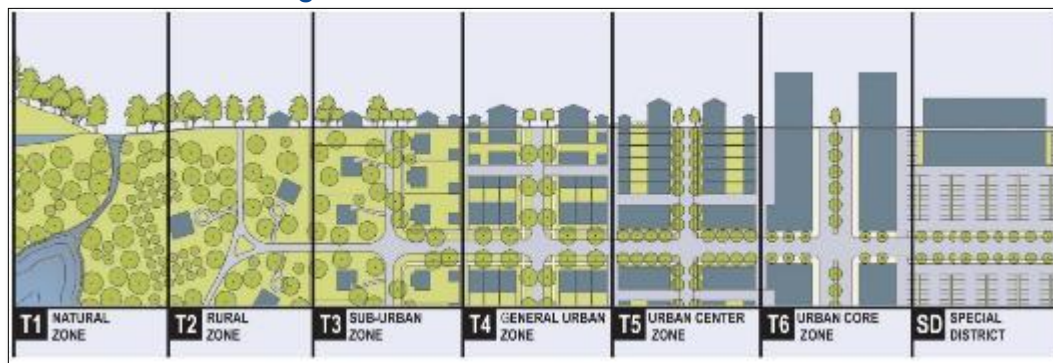 T1 NATURAL
ZONE
T2 RURAL
ZONE
T3 SUB-URBAN
ZONE
T4 GENERAL URBAN
ZONE
T5 URBAN CENTER
ZONE
T6 URBAN CORE
ZONE
SD SPECIAL
DISTRICT